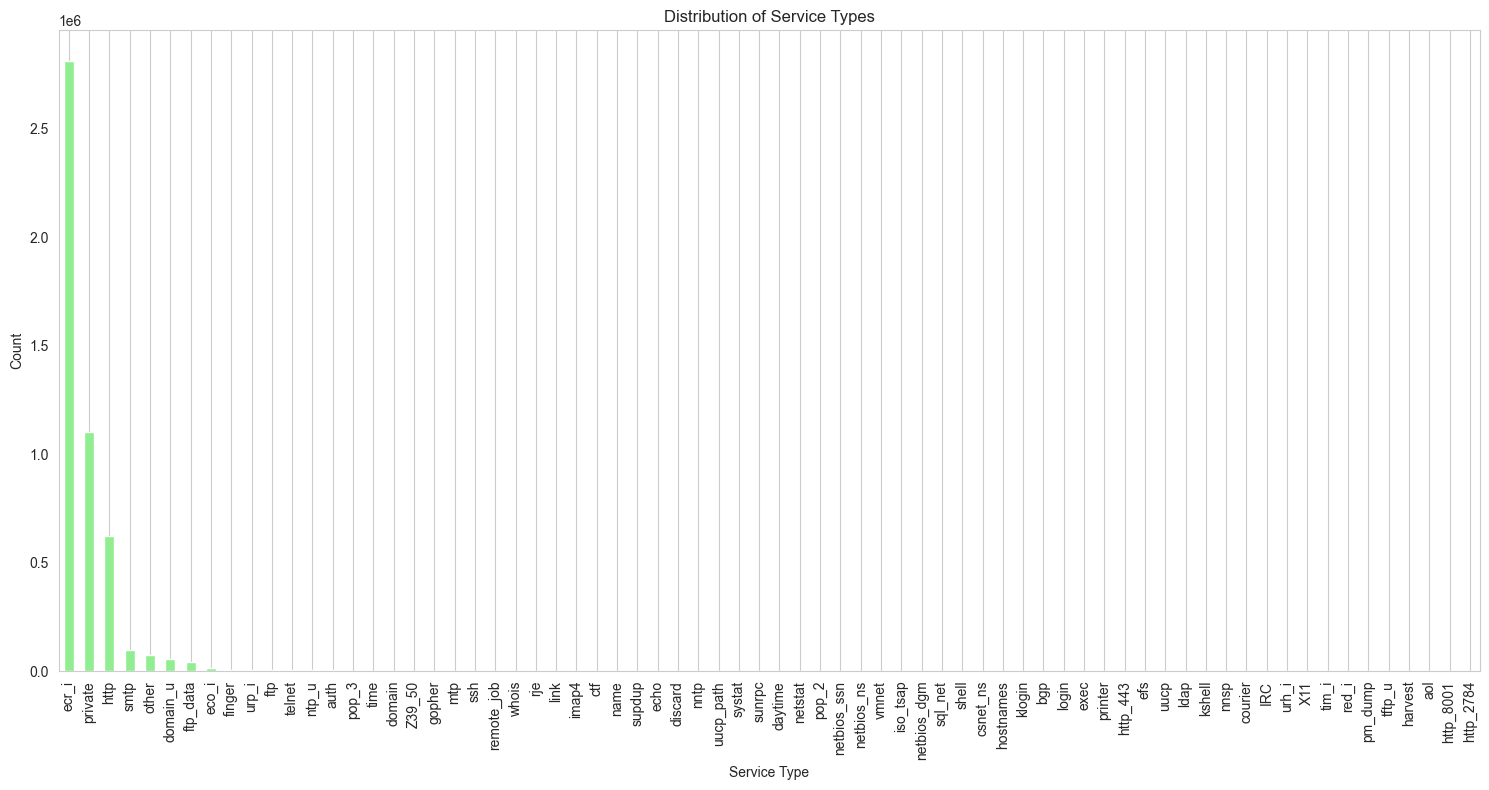 Distribution of Service Types
1e6
2.5
2.0
1.5
1.0
0.5
0.0
Count
ecr_i
private
http
smtp
other
domain_u
ftp_data
eco_i
finger
urp_i
ftp
telnet
ntp_u
auth
pop_3
time
domain
Z39_50
gopher
mtp
remote_job
ssh
whois
rje
link
imap4
ctf
name
supdup
echo
discard
nntp
uucp_path
systat
sunrpc
daytime
netstat
pop_2
netbios_ssn
netbios_ns
vmnet
iso_tsap
netbios_dgm
sql_net
shell
csnet_ns
hostnames
klogin
bgp
login
exec
printer
http_443
efs
uucp
ldap
kshell
nnsp
courier
IRC
urh_i
X11
tim_i
red_i
pm_dump
tftp_u
harvest
aol
http_8001
http_2784
Service Type